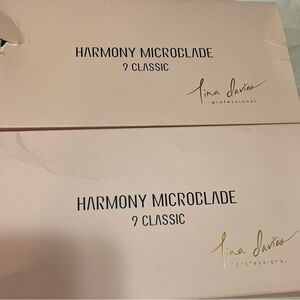 HARMONY MICROBLADE
9 CLASSIC
Tina Davies
professional
HARMONY MICROBLADE
9 CLASSIC
Tina Davies
professional